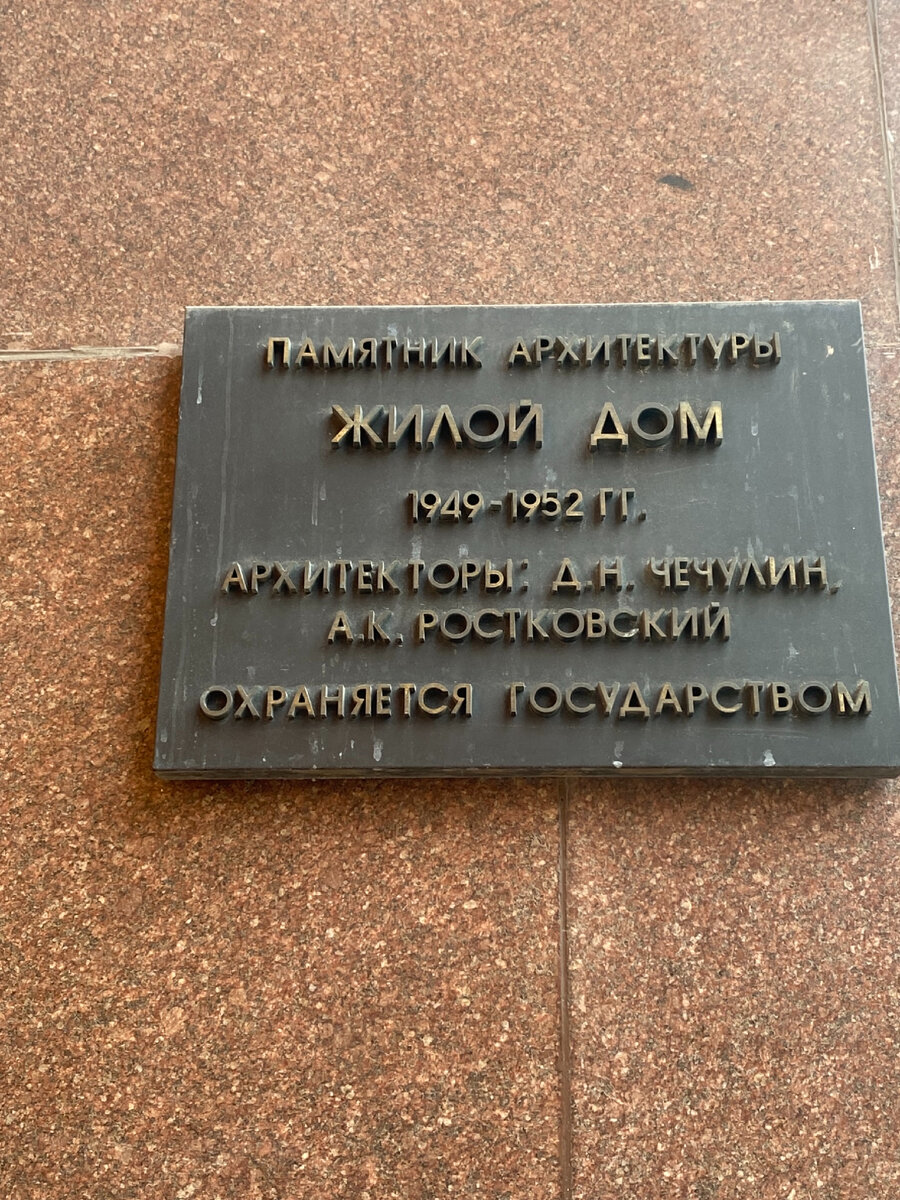 ПАМЯТНИК АРХИТЕКТУРЫ
ЖИЛОЙ ДОМ
1949-1952 ГГ.
АРХИТЕКТОРЫ: Д.Н. ЧЕЧУЛИН,
А.К. РОСТКОВСКИЙ
ОХРАНЯЕТСЯ ГОСУДАРСТВОМ